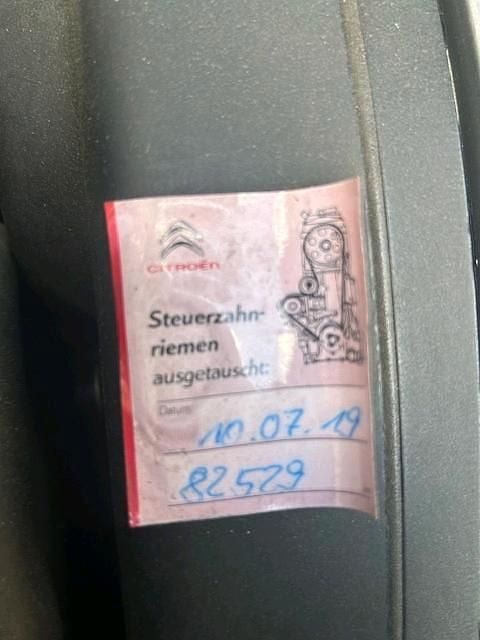 CITROËN
Steuerzahn-
riemen
ausgetauscht:
Datum:
10.07.19
82529